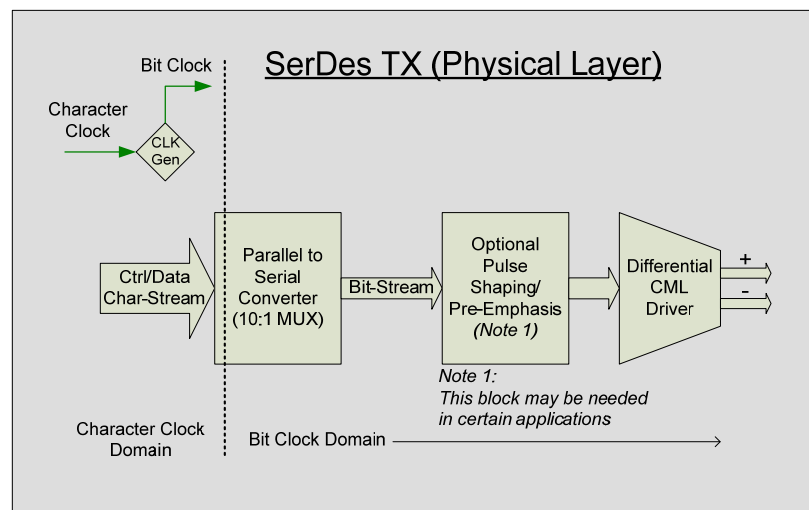 SerDes TX (Physical Layer)
Bit Clock
Character
Clock
CLK
Gen
Ctrl/Data
Char-Stream
Parallel to
Serial
Converter
(10:1 MUX)
Bit-Stream
Optional
Pulse
Shaping/
Pre-Emphasis
(Note 1)
Differential
CML
Driver
+
-
Note 1:
This block may be needed
in certain applications
Character Clock
Domain
Bit Clock Domain